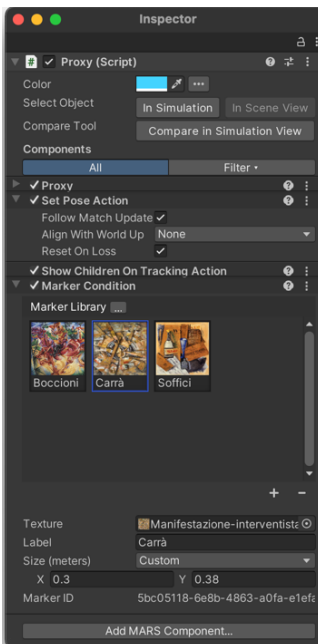 Inspector
# Proxy (Script)
Color
Select Object In Simulation In Scene View
Compare Tool Compare in Simulation View
Components
All Filter
Proxy
Set Pose Action
Follow Match Update
Align With World Up None
Reset On Loss
Show Children On Tracking Action
Marker Condition
Marker Library ...
Boccioni Carrà Soffici
+ -
Texture Manifestazione-interventista
Label Carrà
Size (meters) Custom
X 0.3 Y 0.38
Marker ID 5bc05118-6e8b-4863-a0fa-e1efa
Add MARS Component...